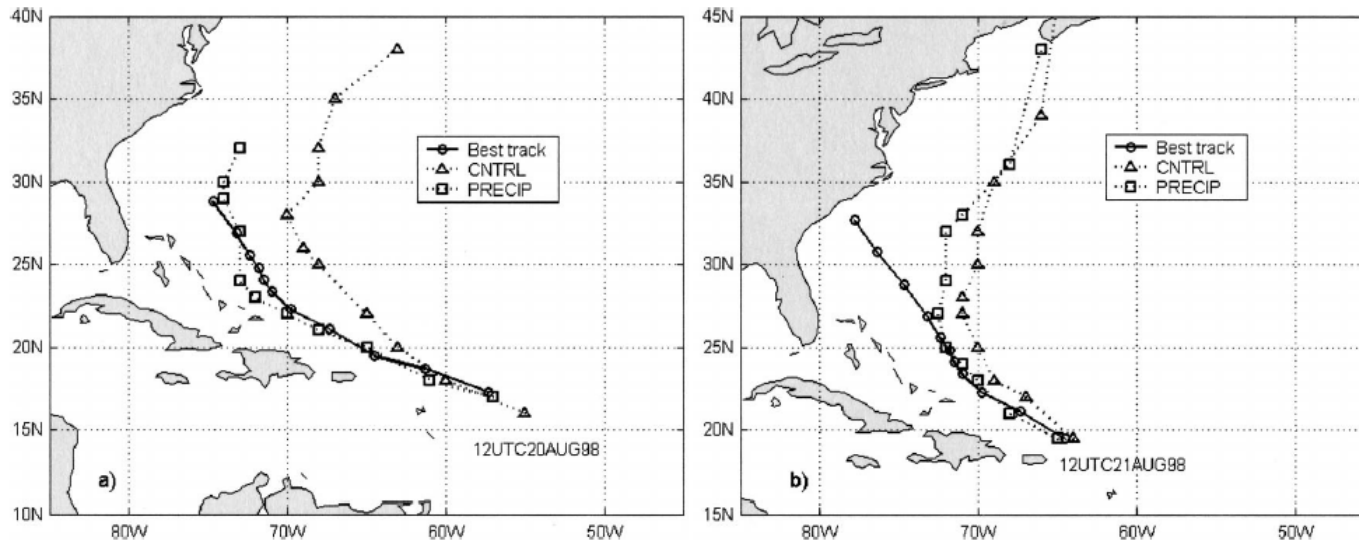 40N
35N
30N
25N
20N
15N
10N
80W
70W
60W
50W
Best track
CNTRL
PRECIP
12UTC20AUG98
a)
45N
40N
35N
30N
25N
20N
15N
80W
70W
60W
50W
Best track
CNTRL
PRECIP
12UTC21AUG98
b)